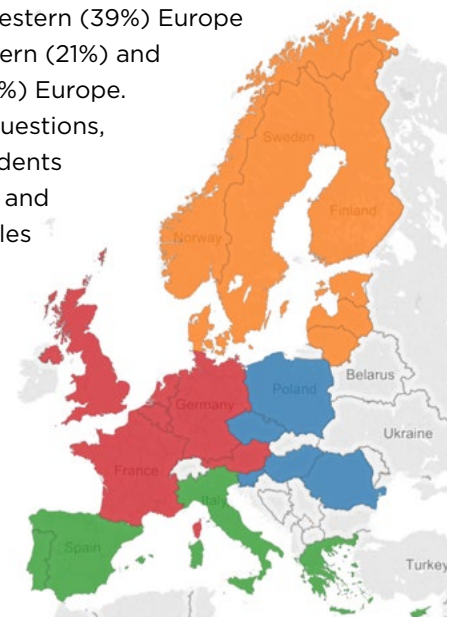 estern (39%) Europe
ern (21%) and
%) Europe.
uestions,
dents
and
les
Sweden
Finland
Norway
Belarus
Poland
Germany
Ukraine
France
Italy
Spain
Turkey